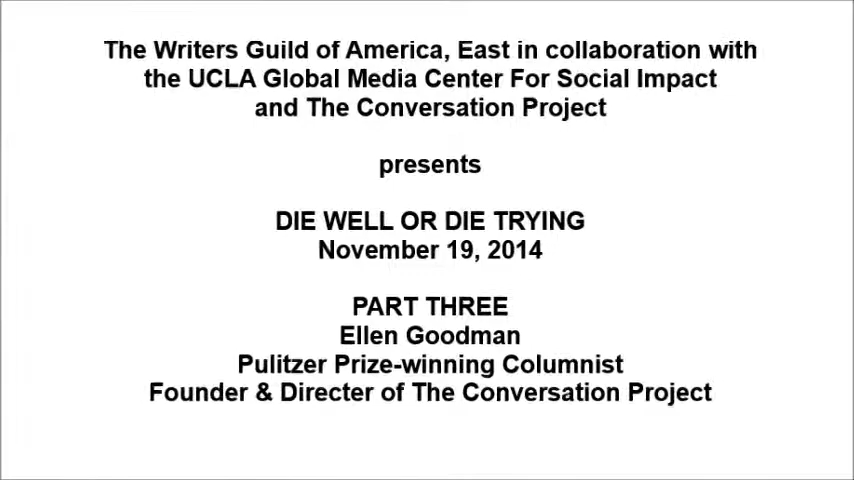 The Writers Guild of America, East in collaboration with
the UCLA Global Media Center For Social Impact
and The Conversation Project
presents
DIE WELL OR DIE TRYING
November 19, 2014
PART THREE
Ellen Goodman
Pulitzer Prize-winning Columnist
Founder & Directer of The Conversation Project